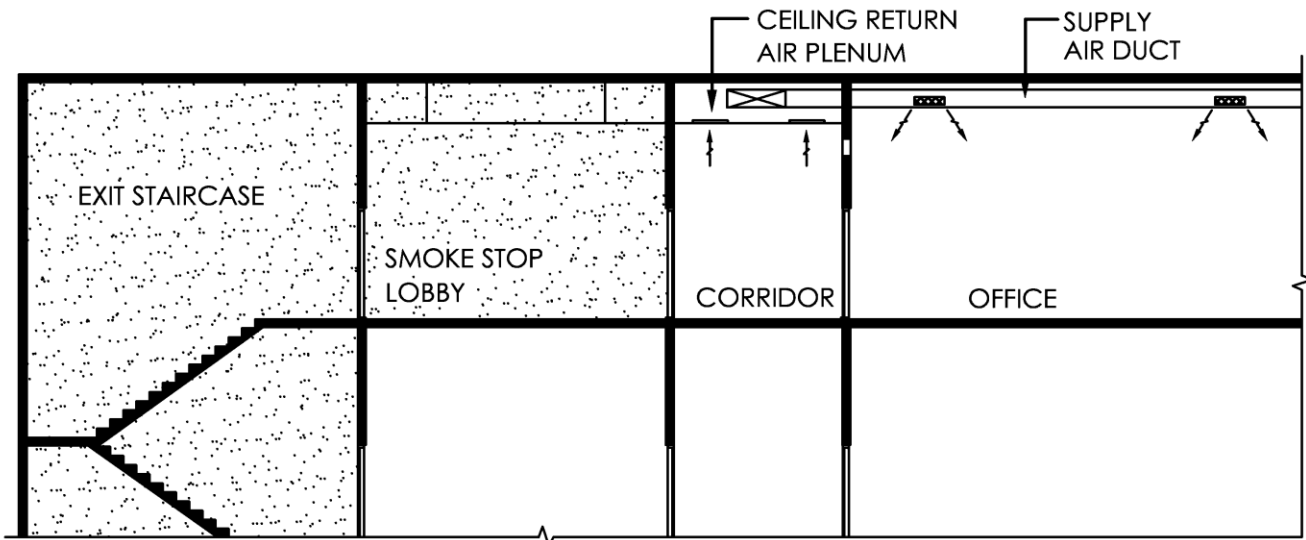 CEILING RETURN
AIR PLENUM
SUPPLY
AIR DUCT
EXIT STAIRCASE
SMOKE STOP
LOBBY
CORRIDOR
OFFICE